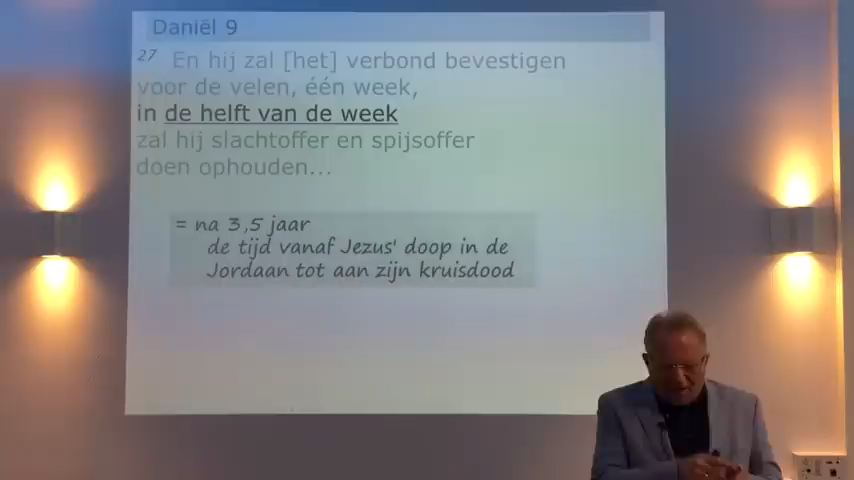 Daniël 9
27 En hij zal [het] verbond bevestigen
voor de velen, één week,
in de helft van de week
zal hij slachtoffer en spijsoffer
doen ophouden...
= na 3,5 jaar
de tijd vanaf Jezus' doop in de
Jordaan tot aan zijn kruisdood